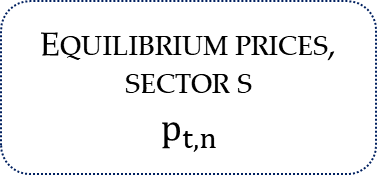 EQUILIBRIUM PRICES,
SECTOR S
pt,n